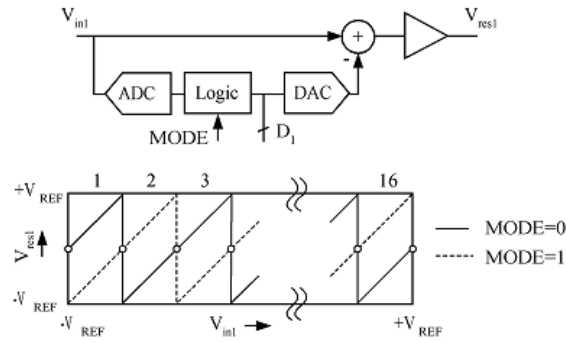 V_in1
V_res1
+
-
ADC
Logic
DAC
MODE
D_1
1 2 3 16
+V_REF
V_res1
-V_REF
-V_REF
V_in1
+V_REF
MODE=0
MODE=1